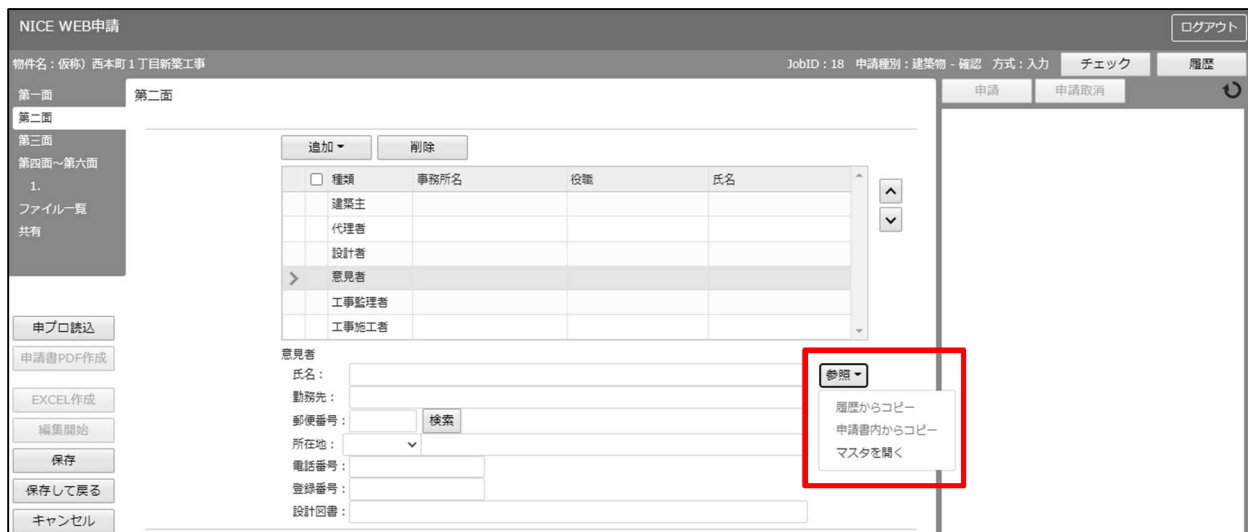 NICE WEB申請
ログアウト
物件名：仮称）西本町１丁目新築工事
JobID：18 申請種別：建築物 - 確認 方式：入力
チェック
履歴
第一面
第二面
第三面
第四面～第六面
1.
ファイル一覧
共有
申プロ読込
申請書PDF作成
EXCEL作成
編集開始
保存
保存して戻る
キャンセル
第二面
追加
削除
種類 事務所名 役職 氏名
建築主
代理者
設計者
意見者
工事監理者
工事施工者
意見者
氏名：
勤務先：
郵便番号： 検索
所在地：
電話番号：
登録番号：
設計図書：
参照
履歴からコピー
申請書内からコピー
マスタを開く
申請
申請取消